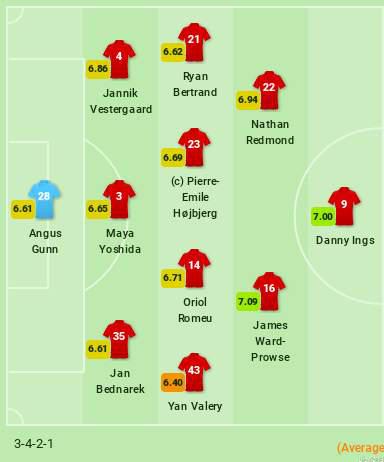 21
6.62
Ryan
Bertrand
4
6.86
Jannik
Vestergaard
22
6.94
Nathan
Redmond
23
6.69
(c) Pierre-
Emile
Højbjerg
28
6.61
Angus
Gunn
3
6.65
Maya
Yoshida
9
7.00
Danny Ings
14
6.71
Oriol
Romeu
16
7.09
James
Ward-
Prowse
35
6.61
Jan
Bednarek
43
6.40
Yan Valery
3-4-2-1
(Average